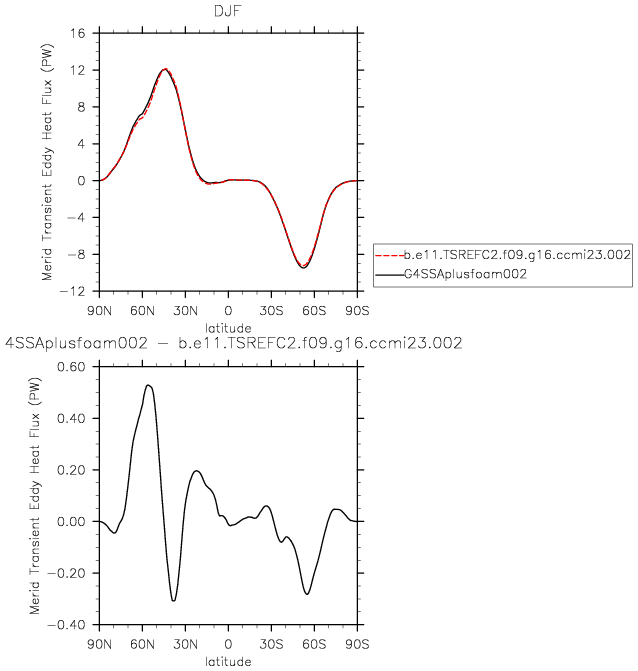 DJF
Merid Transient Eddy Heat Flux (PW)
16
12
8
4
0
−4
−8
−12
90N 60N 30N 0 30S 60S 90S
latitude
b.e11.TSREFC2.f09.g16.ccmi23.002
G4SSAplusfoam002
4SSAplusfoam002 − b.e11.TSREFC2.f09.g16.ccmi23.002
Merid Transient Eddy Heat Flux (PW)
0.60
0.40
0.20
0.00
−0.20
−0.40
90N 60N 30N 0 30S 60S 90S
latitude